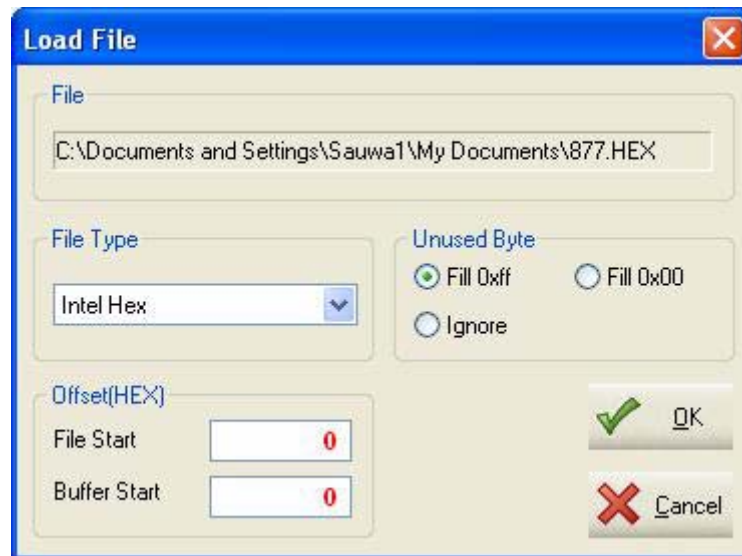 Load File
File
C:\Documents and Settings\Sauwa1\My Documents\877.HEX
File Type
Intel Hex
Unused Byte
Fill 0xff
Fill 0x00
Ignore
Offset(HEX)
File Start
0
Buffer Start
0
OK
Cancel